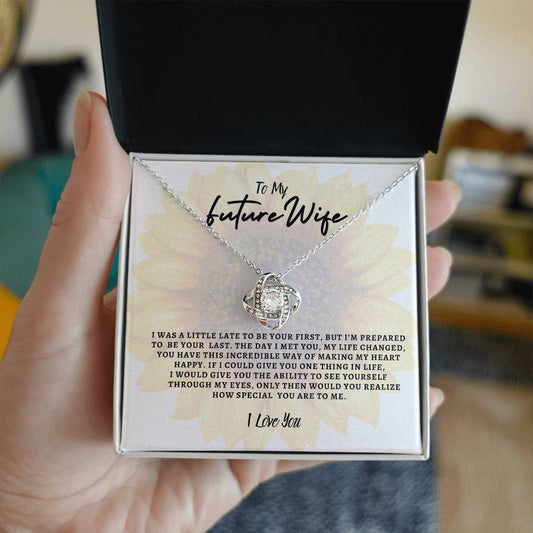 To My
future Wife
I WAS A LITTLE LATE TO BE YOUR FIRST, BUT I'M PREPARED
TO BE YOUR LAST. THE DAY I MET YOU, MY LIFE CHANGED,
YOU HAVE THIS INCREDIBLE WAY OF MAKING MY HEART
HAPPY. IF I COULD GIVE YOU ONE THING IN LIFE,
I WOULD GIVE YOU THE ABILITY TO SEE YOURSELF
THROUGH MY EYES, ONLY THEN WOULD YOU REALIZE
HOW SPECIAL YOU ARE TO ME.
I Love You